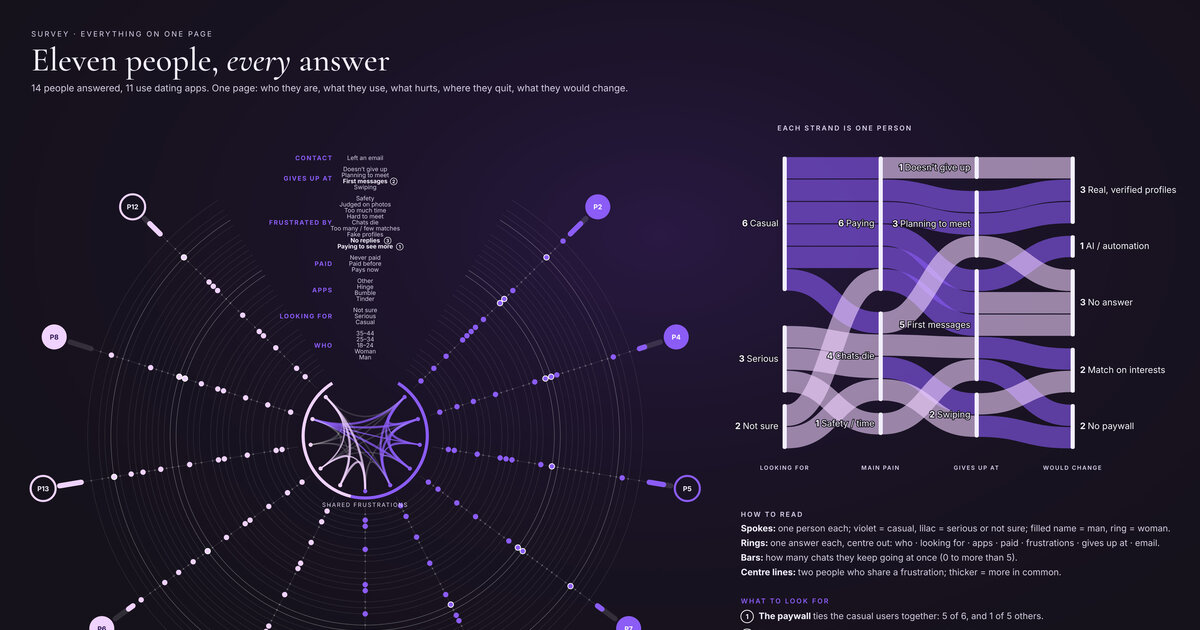 SURVEY · EVERYTHING ON ONE PAGE
Eleven people, every answer
14 people answered, 11 use dating apps. One page: who they are, what they use, what hurts, where they quit, what they would change.
CONTACT
Left an email
GIVES UP AT
Doesn't give up
Planning to meet
First messages 2
Swiping
FRUSTRATED BY
Safety
Judged on photos
Too much time
Hard to meet
Chats die
Too many / few matches
Fake profiles
No replies 3
Paying to see more 1
PAID
Never paid
Paid before
Pays now
APPS
Other
Hinge
Bumble
Tinder
LOOKING FOR
Not sure
Serious
Casual
WHO
35–44
25–34
18–24
Woman
Man
P12
P2
P8
P4
P13
P5
P6
P7
SHARED FRUSTRATIONS
EACH STRAND IS ONE PERSON
6 Casual
3 Serious
2 Not sure
6 Paying
4 Chats die
1 Safety / time
1 Doesn't give up
3 Planning to meet
5 First messages
2 Swiping
3 Real, verified profiles
1 AI / automation
3 No answer
2 Match on interests
2 No paywall
LOOKING FOR
MAIN PAIN
GIVES UP AT
WOULD CHANGE
HOW TO READ
Spokes: one person each; violet = casual, lilac = serious or not sure; filled name = man, ring = woman.
Rings: one answer each, centre out: who · looking for · apps · paid · frustrations · gives up at · email.
Bars: how many chats they keep going at once (0 to more than 5).
Centre lines: two people who share a frustration; thicker = more in common.
WHAT TO LOOK FOR
1 The paywall ties the casual users together: 5 of 6, and 1 of 5 others.